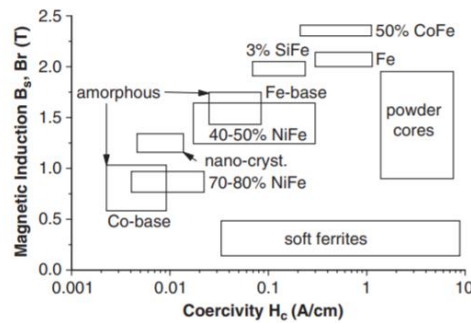 Magnetic Induction Bs, Br (T)
2.5
2.0
1.5
1.0
0.5
0.0
50% CoFe
3% SiFe
Fe
amorphous
Fe-base
powder
cores
40-50% NiFe
nano-cryst.
70-80% NiFe
Co-base
soft ferrites
0.001
0.01
0.1
1
10
Coercivity Hc (A/cm)